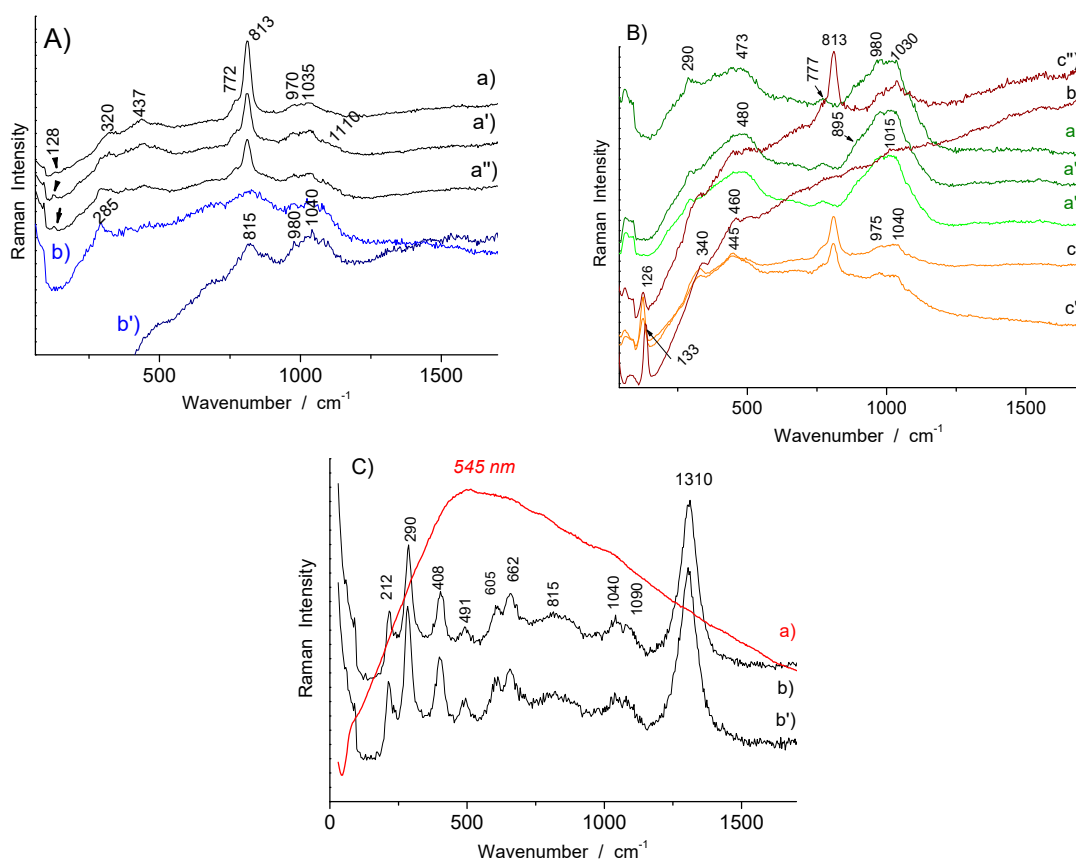 A)
813
772
970
1035
a)
1110
a')
437
320
128
a'')
285
b)
815
980
1040
b')
500
1000
1500
Wavenumber / cm-1
Raman Intensity
B)
290
473
777
813
980
1030
c'')
b
480
895
1015
a
a'
a'
460
340
445
975
1040
c
126
c'
133
500
1000
1500
Wavenumber / cm-1
Raman Intensity
C)
545 nm
1310
290
212
408
491
605
662
815
1040
1090
a)
b)
b')
0
500
1000
1500
Wavenumber / cm-1
Raman Intensity